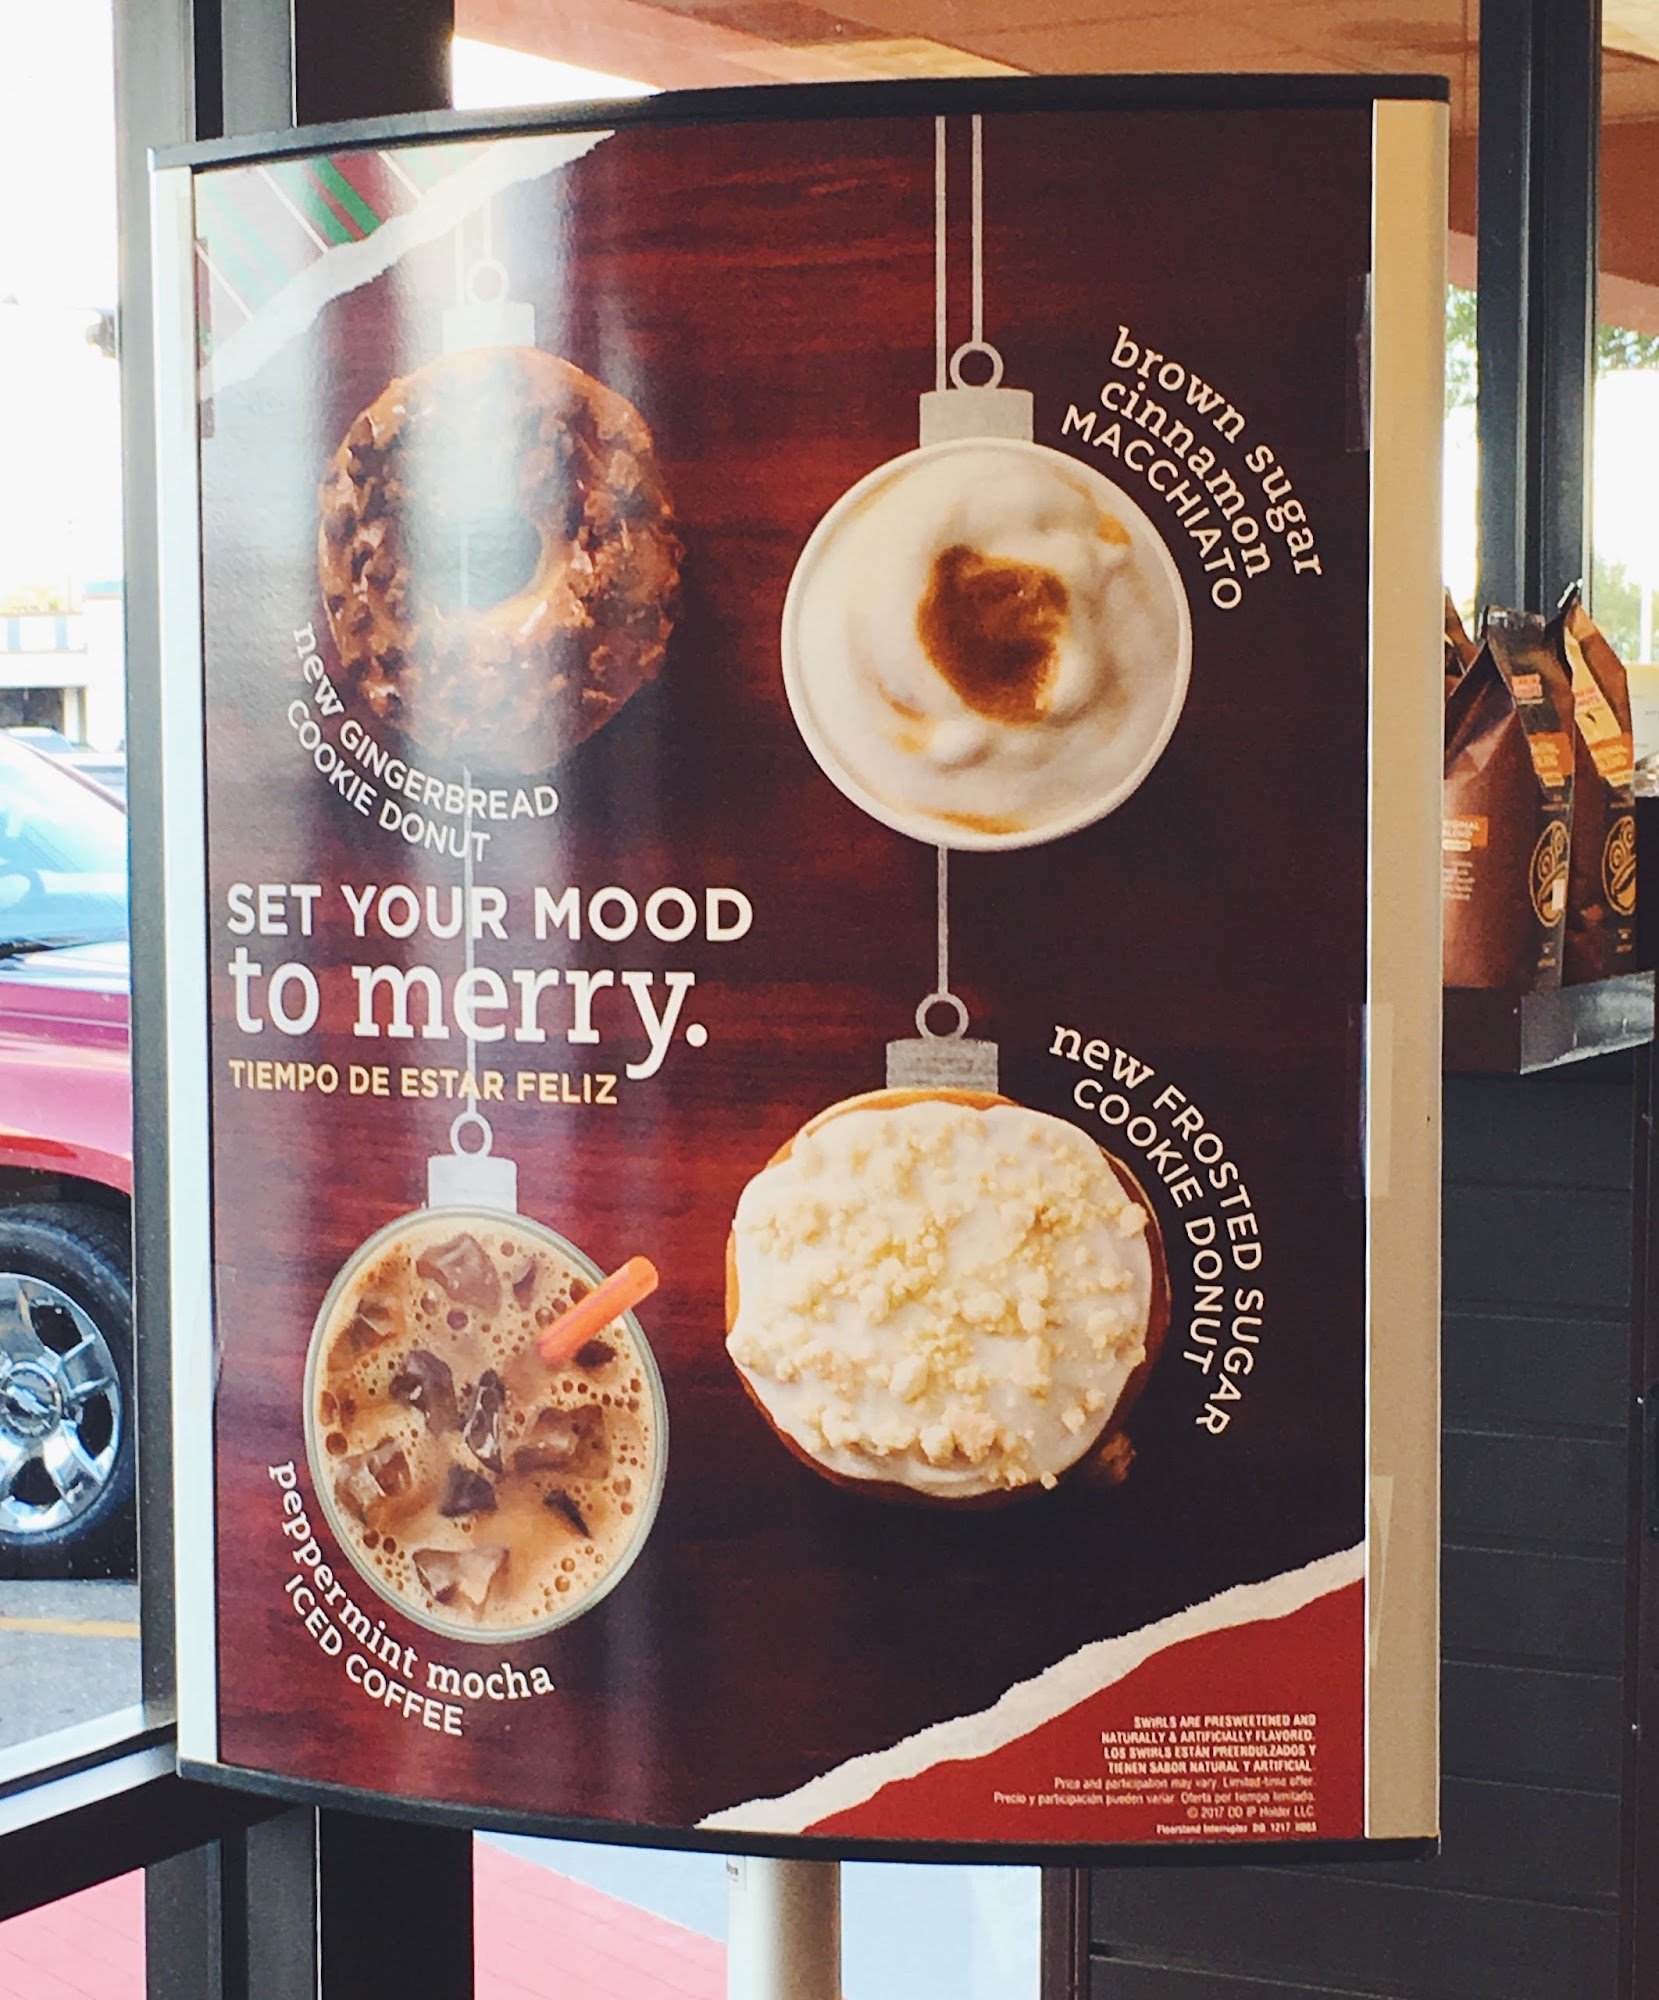 brown sugar
cinnamon
MACCHIATO
new GINGERBREAD
COOKIE DONUT
SET YOUR MOOD
to merry.
TIEMPO DE ESTAR FELIZ
new FROSTED SUGAR
COOKIE DONUT
peppermint mocha
ICED COFFEE
SWIRLS ARE PRESWEETENED AND
NATURALLY & ARTIFICIALLY FLAVORED.
LOS SWIRLS ESTÁN PREENDULZADOS Y
TIENEN SABOR NATURAL Y ARTIFICIAL.
Price and participation may vary. Limited-time offer.
Precio y participación pueden variar. Oferta por tiempo limitado.
© 2017 DD IP Holder LLC.
ORIGINAL
BLEND